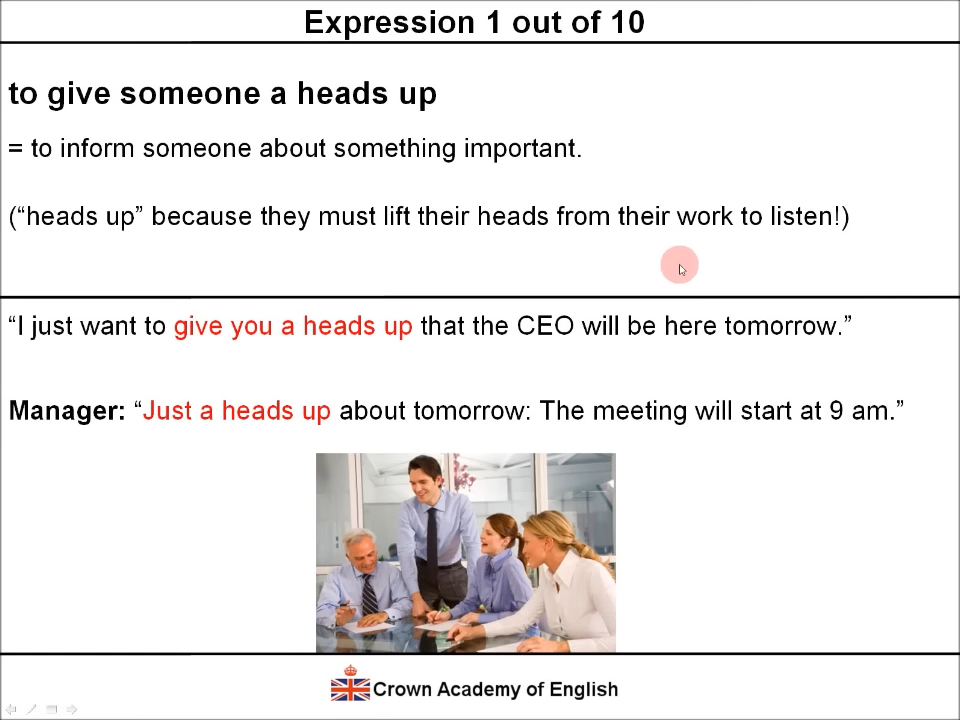 Expression 1 out of 10
to give someone a heads up
= to inform someone about something important.
(“heads up” because they must lift their heads from their work to listen!)
“I just want to give you a heads up that the CEO will be here tomorrow.”
Manager: “Just a heads up about tomorrow: The meeting will start at 9 am.”
Crown Academy of English